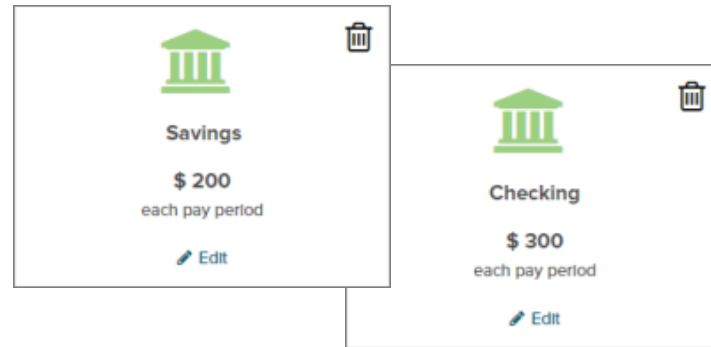 Savings
$ 200
each pay period
Edit
Checking
$ 300
each pay period
Edit